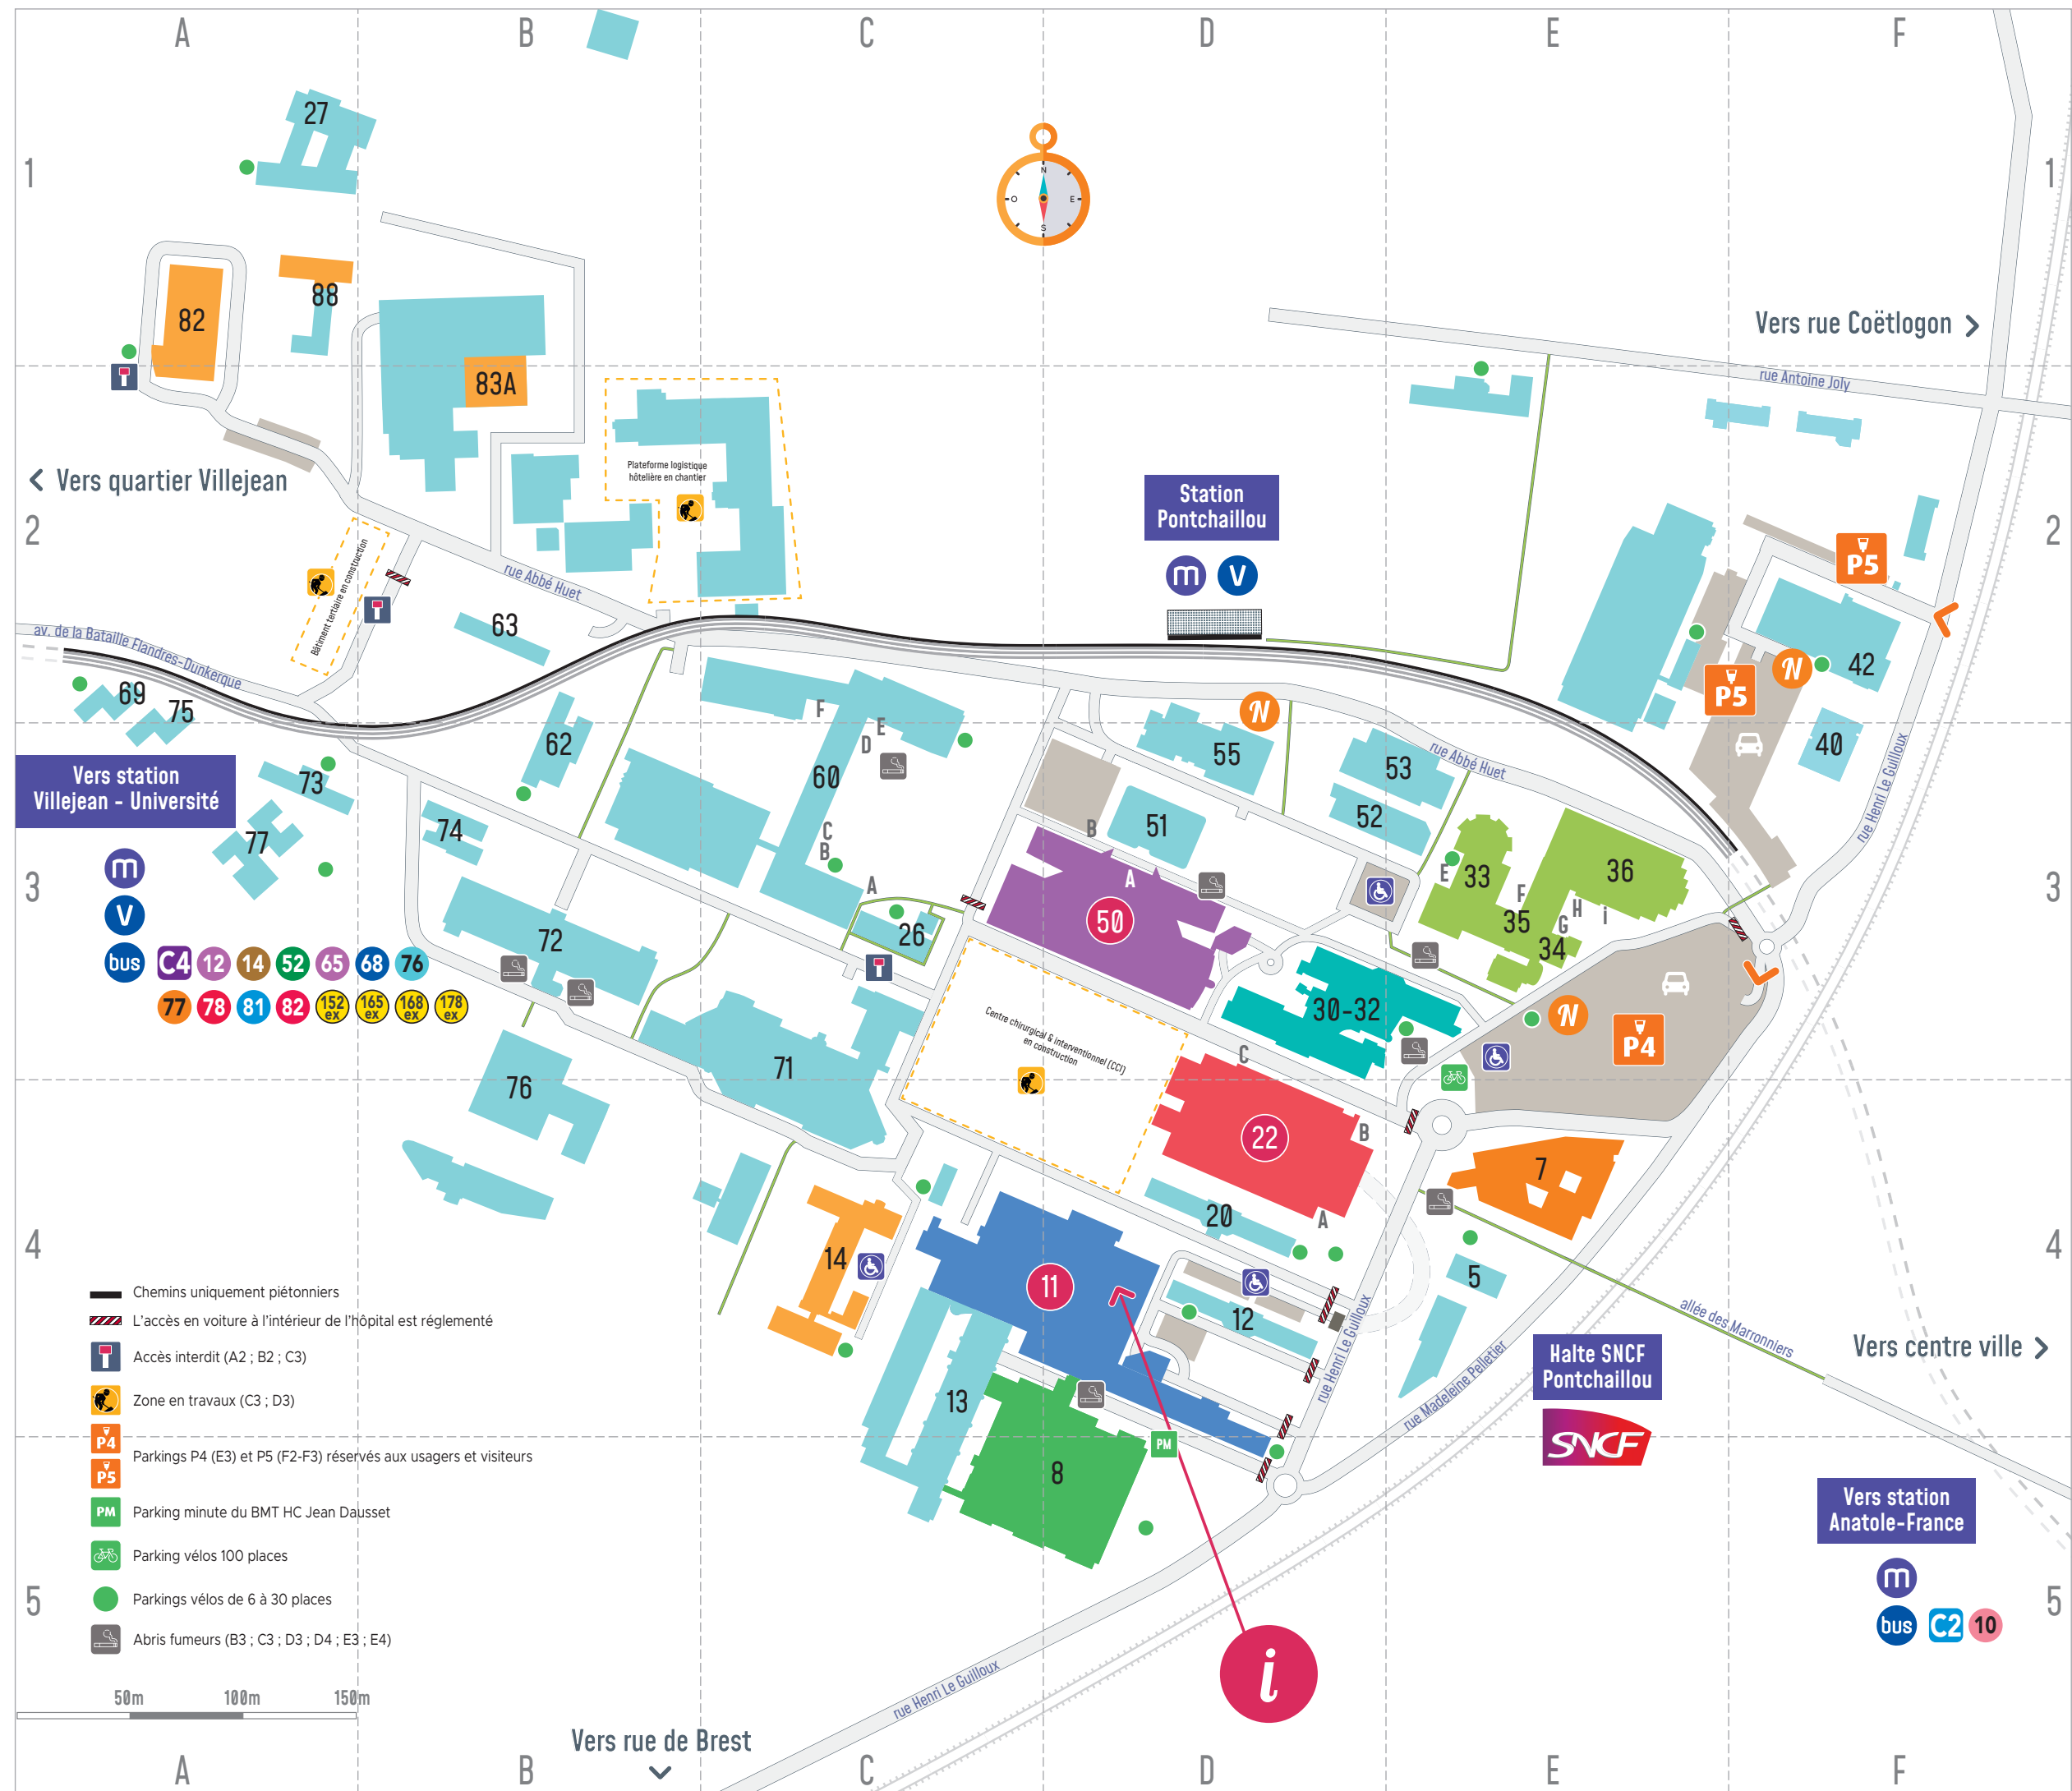 A B C D E F
27
1 1
N
O E
S
88
82
Vers rue Coëtlogon
rue Antoine Joly
83A
Plateforme logistique
hôtelière en chantier
Vers quartier Villejean
Station
Pontchaillou
m V
2 2
P5
Bâtiment tertiaire en construction
rue Abbé Huet
63
av. de la Bataille Flandres-Dunkerque
69
75
P5
N
42
F
E
D
N
62
60
55
53
rue Abbé Huet
40
rue Henri Le Guilloux
Vers station
Villejean - Université
73
77
74
C
B
A
B
51
52
A
E
33
F
36
H
i
G
35
34
3 3
m
V
bus C4 12 14 52 65 68 76
77 78 81 82 152 ex 165 ex 168 ex 178 ex
72
26
50
30-32
N
P4
Centre chirurgical & interventionnel (CCI)
en construction
C
71
76
22
B
7
20
A
4 4
14
11
12
5
allée des Marronniers
rue Henri Le Guilloux
rue Madeleine Pelletier
Halte SNCF
Pontchaillou
SNCF
Vers centre ville
13
PM
8
Chemins uniquement piétonniers
L'accès en voiture à l'intérieur de l'hôpital est réglementé
Accès interdit (A2 ; B2 ; C3)
Zone en travaux (C3 ; D3)
P4
P5
Parkings P4 (E3) et P5 (F2-F3) réservés aux usagers et visiteurs
PM Parking minute du BMT HC Jean Dausset
Parking vélos 100 places
Parkings vélos de 6 à 30 places
Abris fumeurs (B3 ; C3 ; D3 ; D4 ; E3 ; E4)
Vers station
Anatole-France
m
bus C2 10
5 5
i
50m 100m 150m
rue Henri Le Guilloux
Vers rue de Brest
A B C D E F